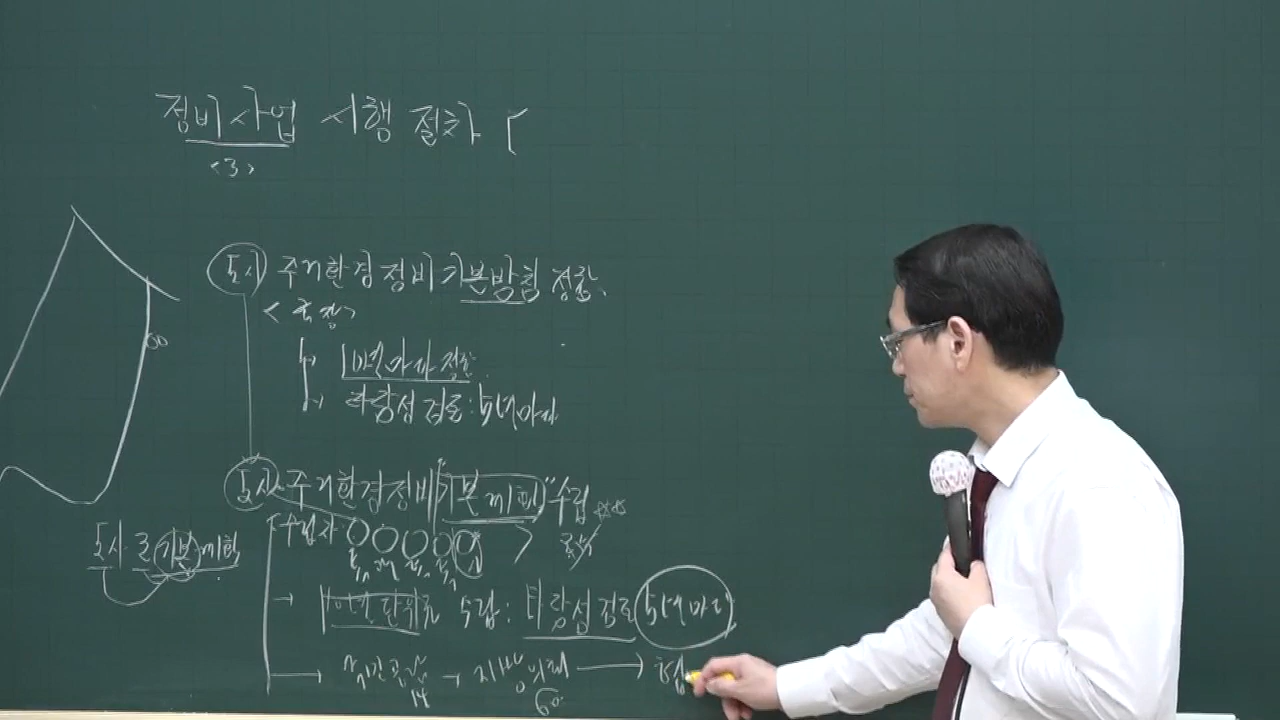 정비사업 시행 절차
<3>
도시 주거환경정비 기본방침 정함.
<국장>
10년마다 정함.
타당성 검토 : 5년마다
도시 주거환경정비 "기본계획" 수립
수립자
도시군 기본계획
10년 단위로 수립 : 타당성 검토 5년마다
주민공람 → 지방의회 →
14 60